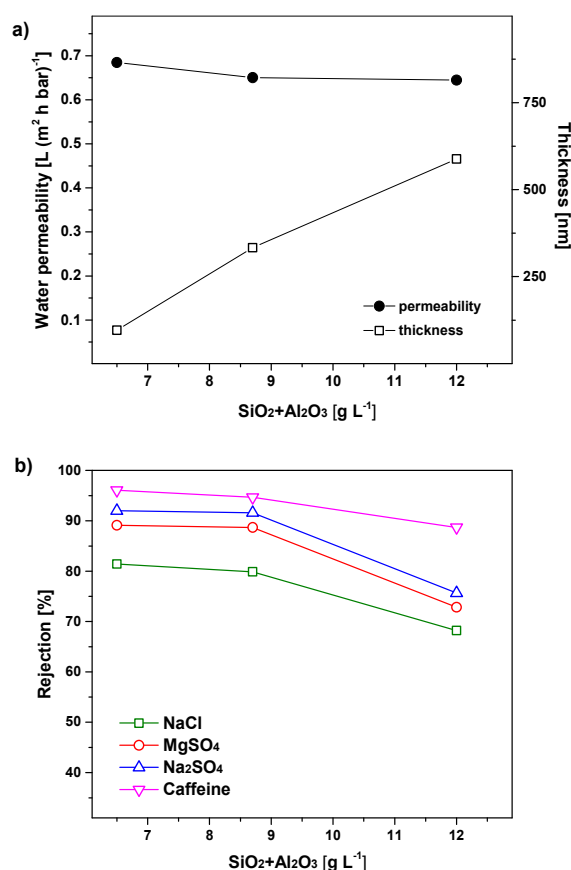 a)
Water permeability [L (m² h bar)⁻¹]
0.7
0.6
0.5
0.4
0.3
0.2
0.1
750
500
250
Thickness [nm]
permeability
thickness
7 8 9 10 11 12
SiO₂+Al₂O₃ [g L⁻¹]
b)
Rejection [%]
100
90
80
70
60
50
40
NaCl
MgSO₄
Na₂SO₄
Caffeine
7 8 9 10 11 12
SiO₂+Al₂O₃ [g L⁻¹]